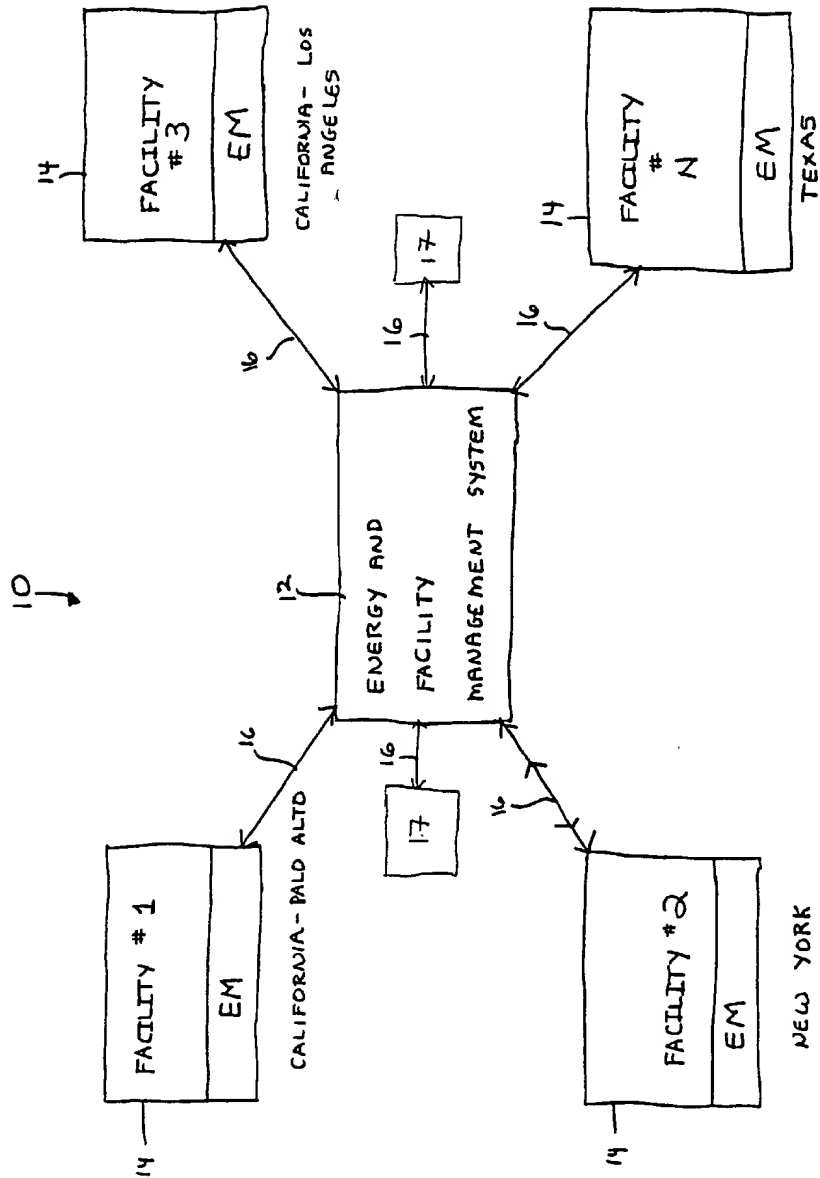 10
14
FACILITY # 1
EM
CALIFORNIA - PALO ALTO
16
14
FACILITY
# 3
EM
CALIFORNIA - LOS
ANGELES
16
12
ENERGY AND
FACILITY
MANAGEMENT SYSTEM
17
16
16
17
14
FACILITY #2
EM
NEW YORK
16
14
FACILITY
#
N
EM
TEXAS
16